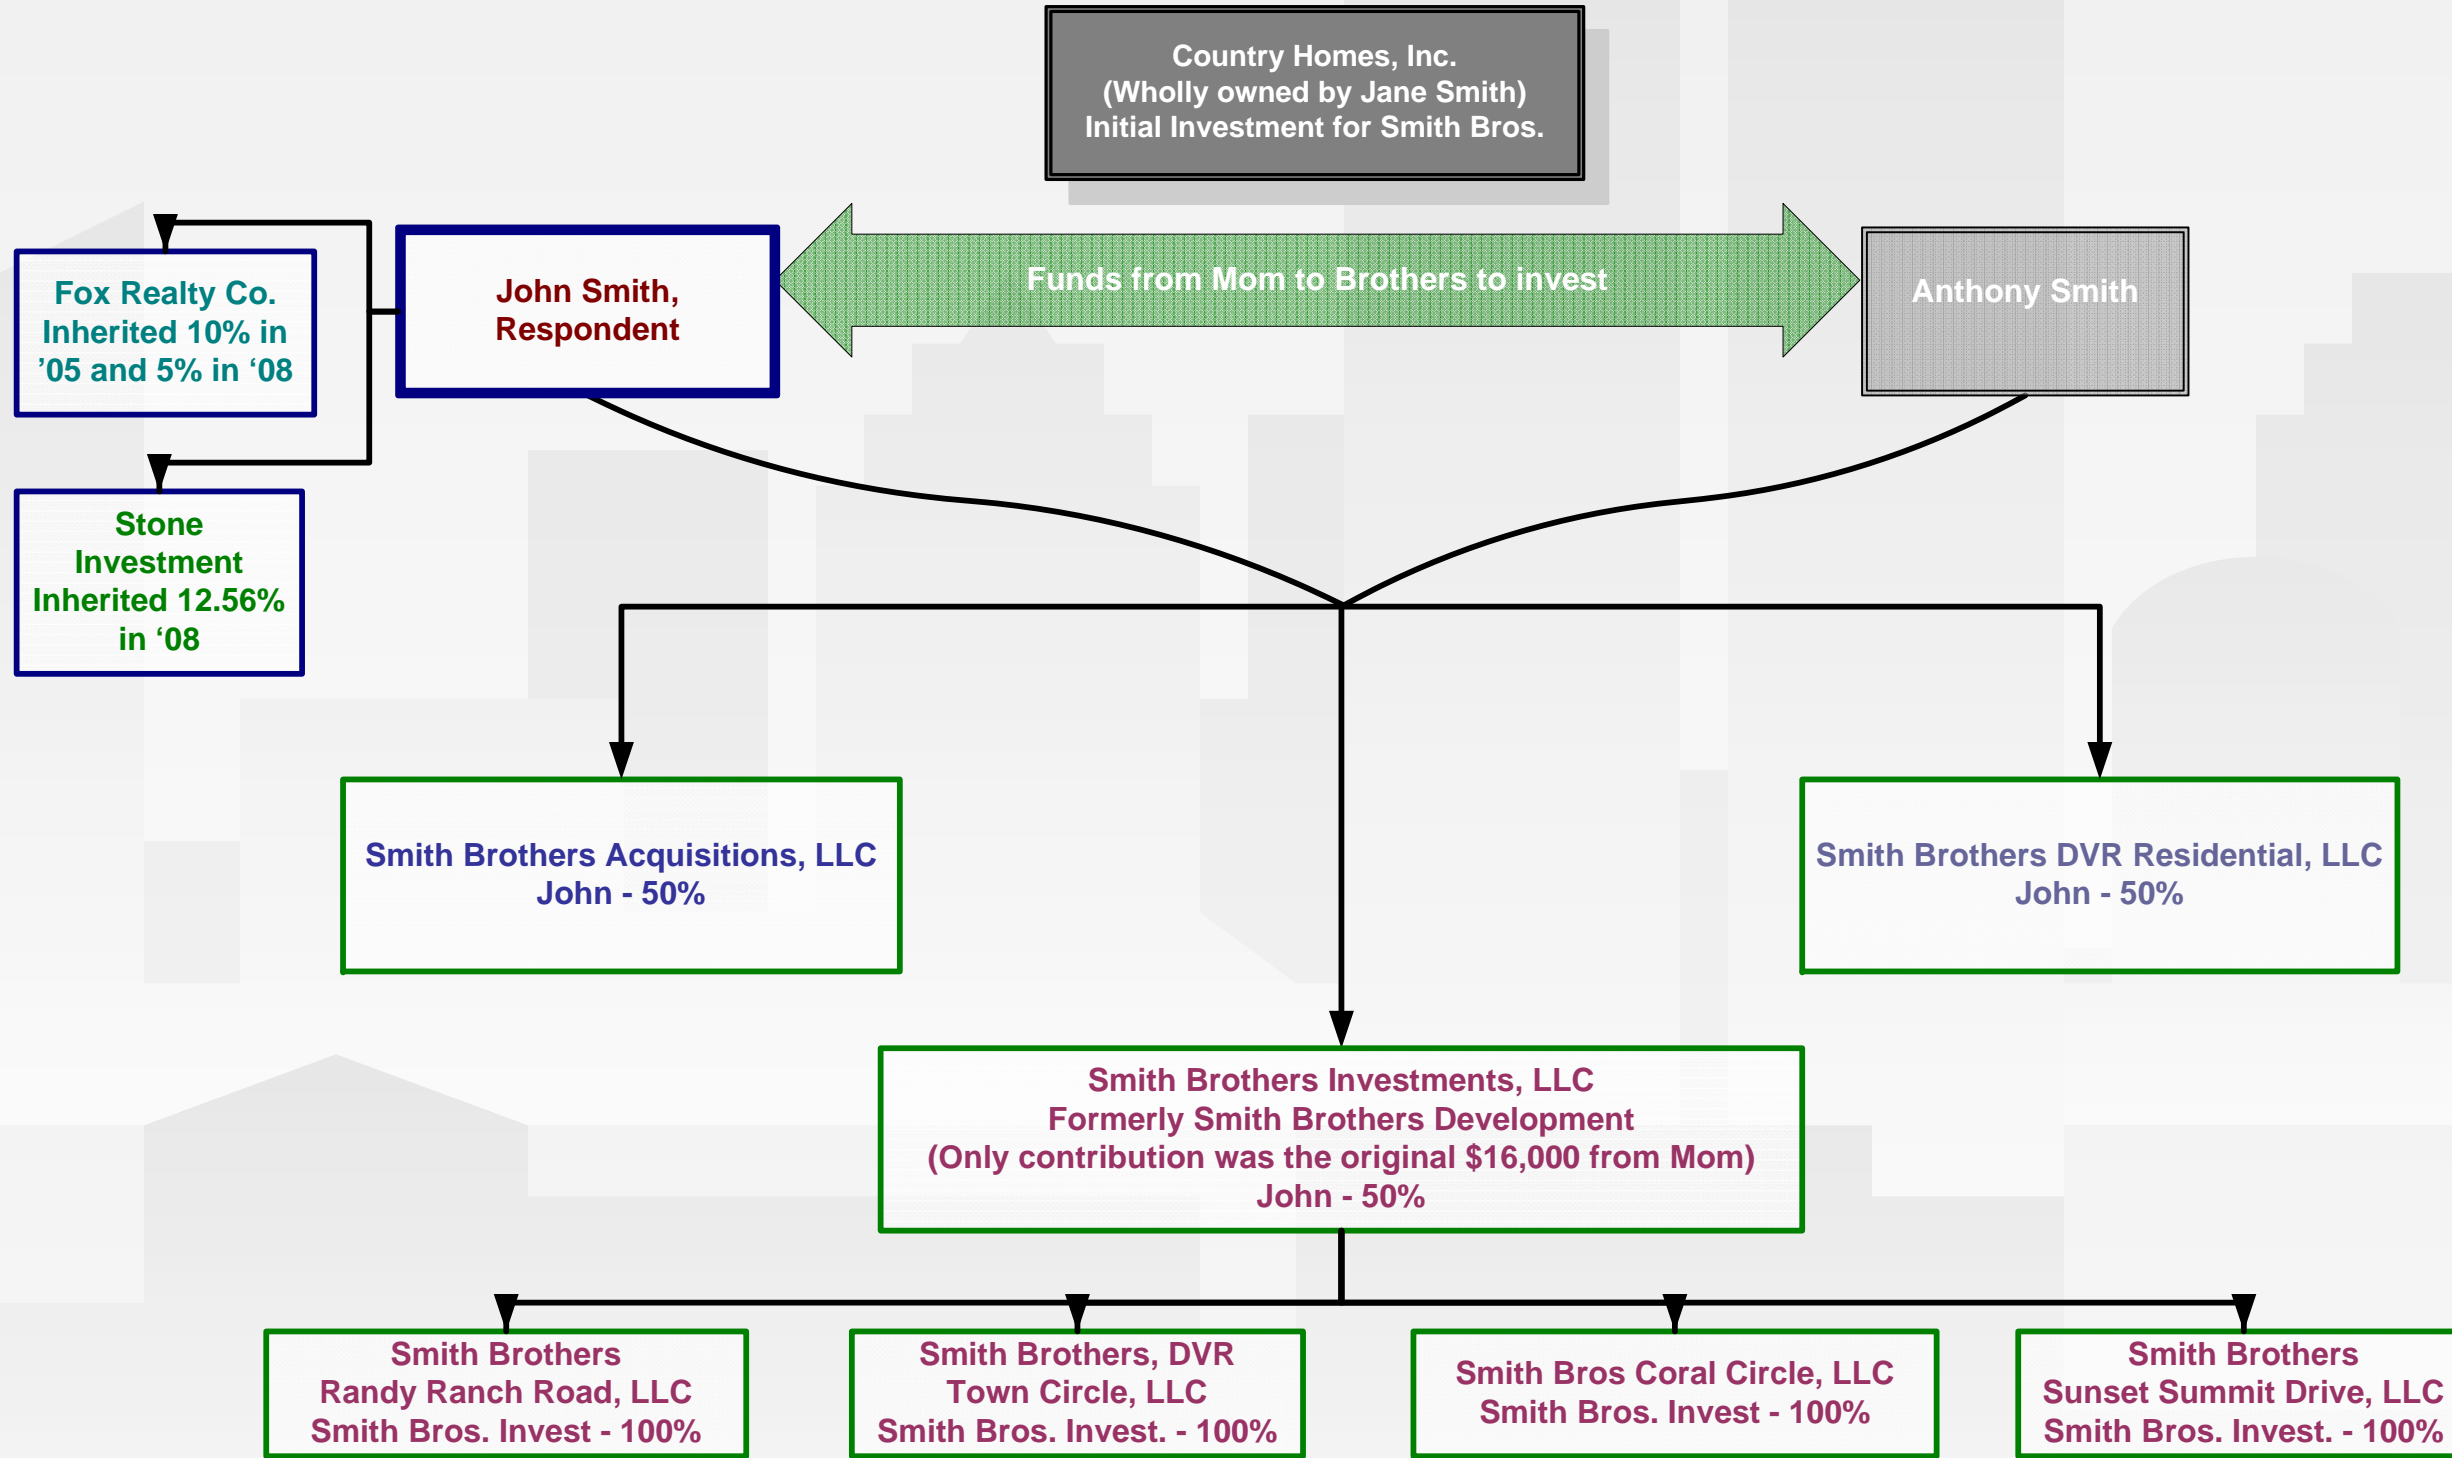 Country Homes, Inc.
(Wholly owned by Jane Smith)
Initial Investment for Smith Bros.
Fox Realty Co.
Inherited 10% in
’05 and 5% in ‘08
John Smith,
Respondent
Funds from Mom to Brothers to invest
Anthony Smith
Stone
Investment
Inherited 12.56%
in ‘08
Smith Brothers Acquisitions, LLC
John - 50%
Smith Brothers DVR Residential, LLC
John - 50%
Smith Brothers Investments, LLC
Formerly Smith Brothers Development
(Only contribution was the original $16,000 from Mom)
John - 50%
Smith Brothers
Randy Ranch Road, LLC
Smith Bros. Invest - 100%
Smith Brothers, DVR
Town Circle, LLC
Smith Bros. Invest. - 100%
Smith Bros Coral Circle, LLC
Smith Bros. Invest - 100%
Smith Brothers
Sunset Summit Drive, LLC
Smith Bros. Invest. - 100%